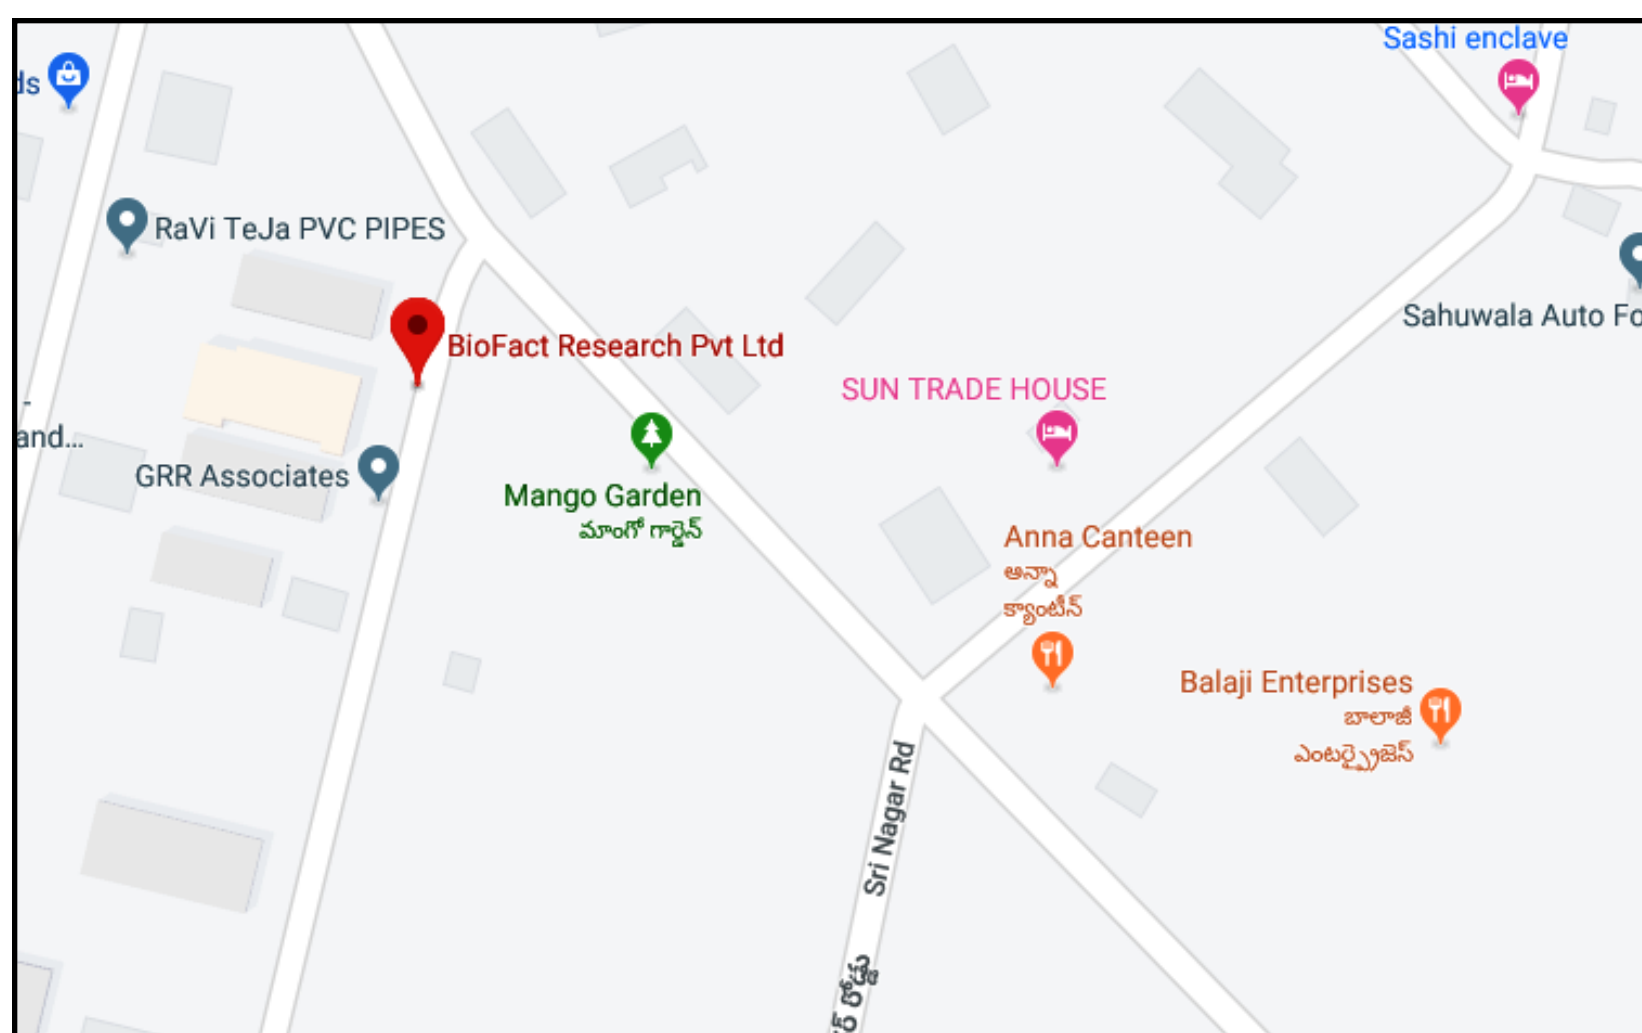 Sashi enclave
ds
RaVi TeJa PVC PIPES
Sahuwala Auto Fo
BioFact Research Pvt Ltd
SUN TRADE HOUSE
and...
GRR Associates
Mango Garden
మాంగో గార్డెన్
Anna Canteen
అన్నా
క్యాంటీన్
Balaji Enterprises
బాలాజీ
ఎంటర్ప్రైజెస్
Sri Nagar Rd
ర్ రోడ్డు